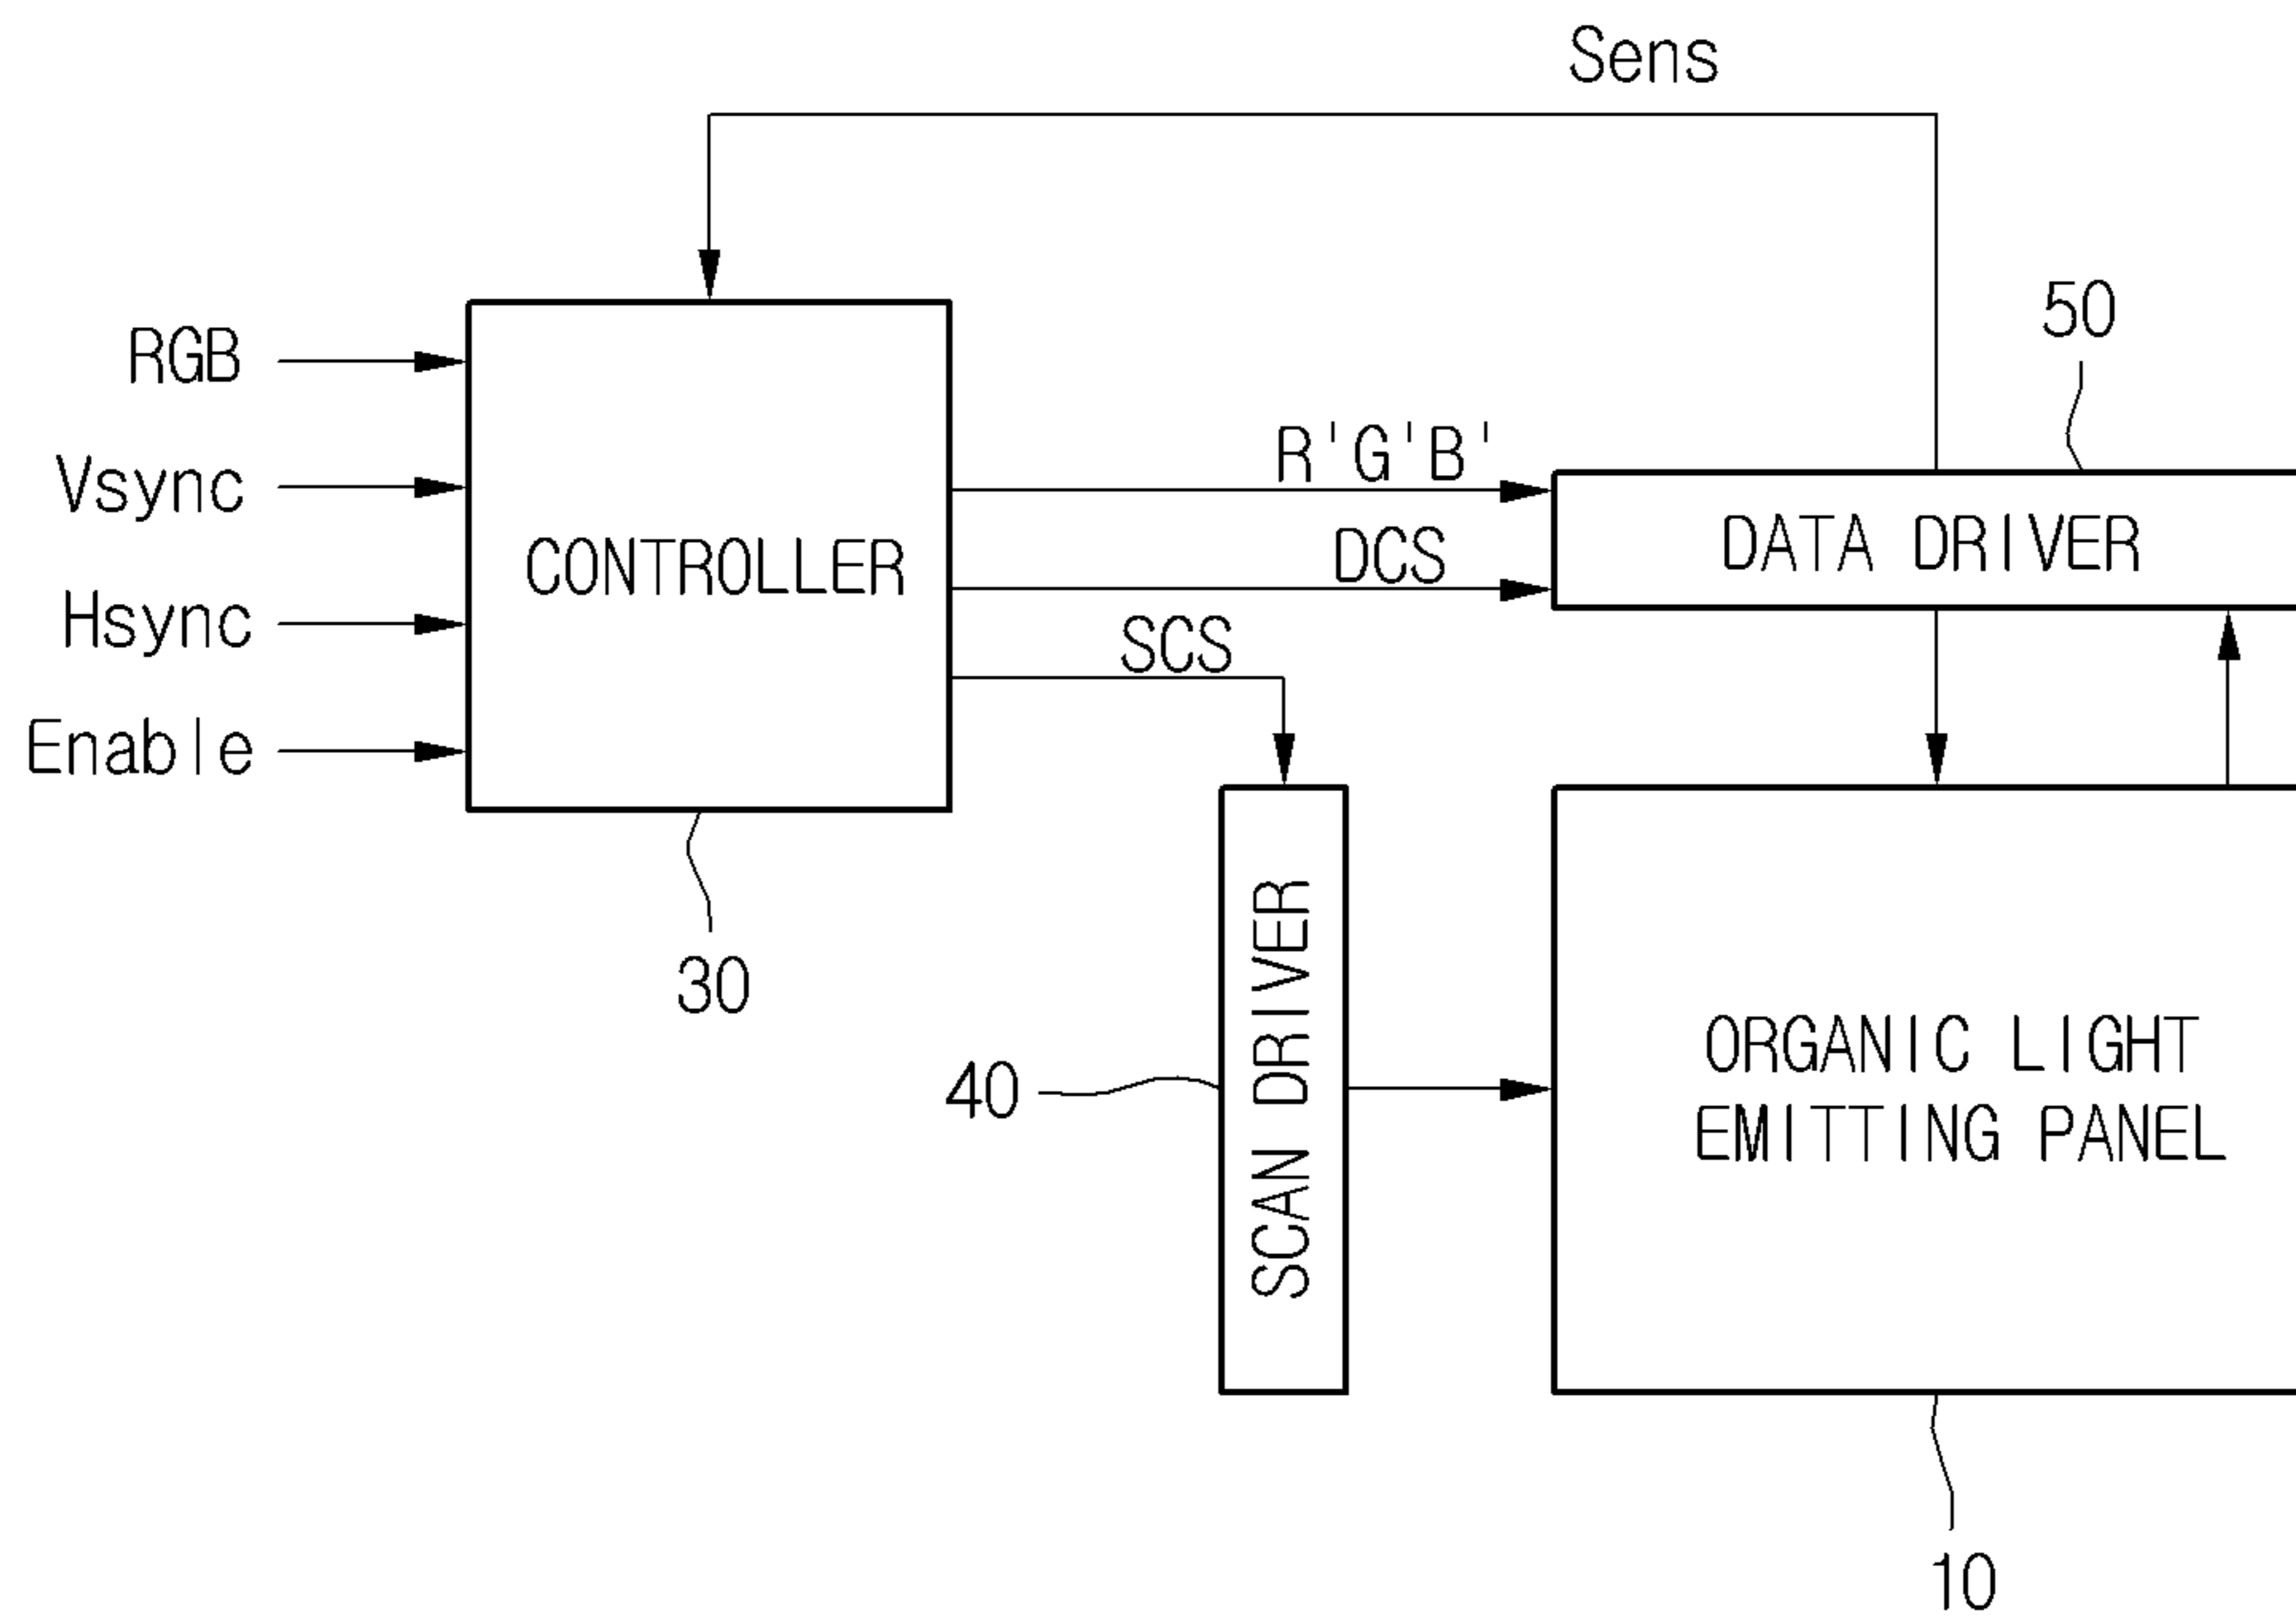 Sens
50
RGB
Vsync
Hsync
Enable
CONTROLLER
30
R'G'B'
DCS
SCS
DATA DRIVER
SCAN DRIVER
40
ORGANIC LIGHT
EMITTING PANEL
10